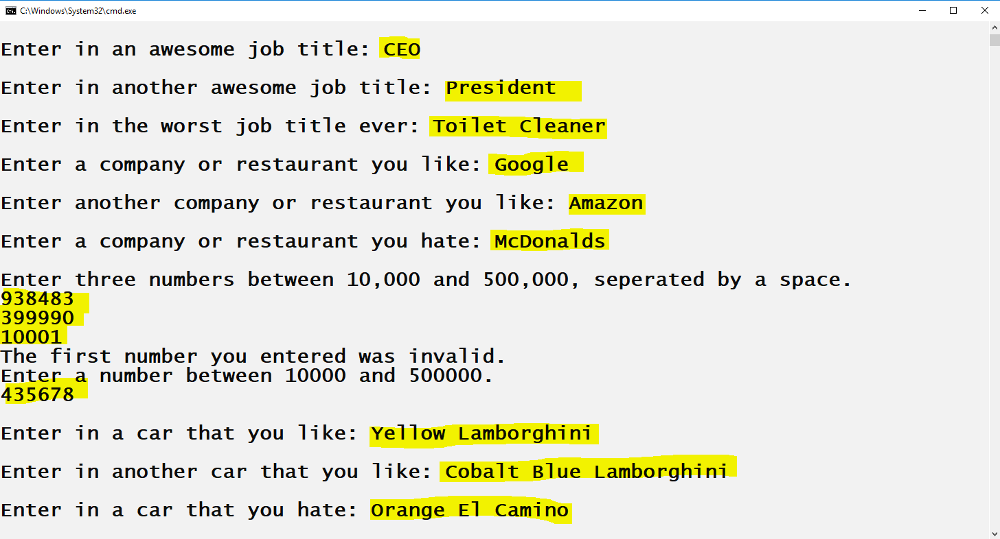 C:\Windows\System32\cmd.exe
Enter in an awesome job title: CEO
Enter in another awesome job title: President
Enter in the worst job title ever: Toilet Cleaner
Enter a company or restaurant you like: Google
Enter another company or restaurant you like: Amazon
Enter a company or restaurant you hate: McDonalds
Enter three numbers between 10,000 and 500,000, seperated by a space.
938483
399990
10001
The first number you entered was invalid.
Enter a number between 10000 and 500000.
435678
Enter in a car that you like: Yellow Lamborghini
Enter in another car that you like: Cobalt Blue Lamborghini
Enter in a car that you hate: Orange El Camino